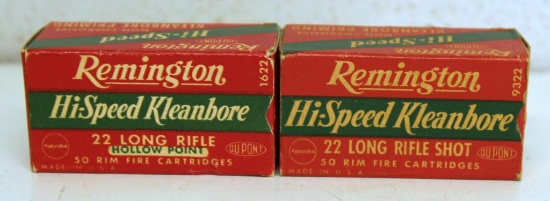 Remington
Hi-Speed
KLEANBORE PRIMING
Remington
Hi-Speed Kleanbore
22 LONG RIFLE
HOLLOW POINT
50 RIM FIRE CARTRIDGES
MADE IN U.S.A.
DU PONT
1622
Remington
Hi-Speed
KLEANBORE PRIMING
Remington
Hi-Speed Kleanbore
22 LONG RIFLE SHOT
50 RIM FIRE CARTRIDGES
MADE IN U.S.A.
DU PONT
9322